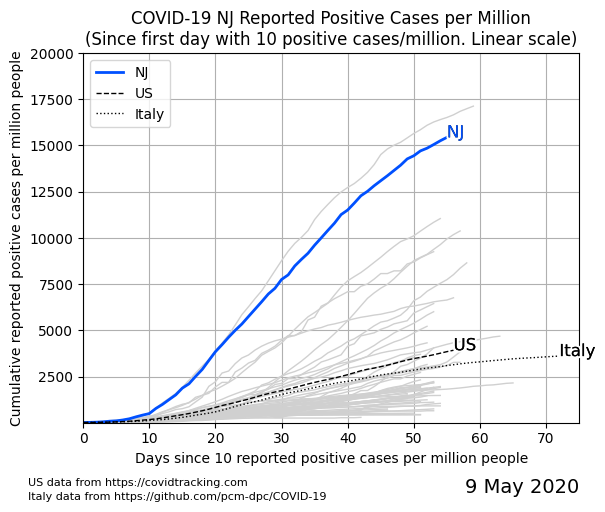 COVID-19 NJ Reported Positive Cases per Million
(Since first day with 10 positive cases/million. Linear scale)
Cumulative reported positive cases per million people
20000
17500
15000
12500
10000
7500
5000
2500
NJ
US
Italy
NJ
US
Italy
0
10
20
30
40
50
60
70
Days since 10 reported positive cases per million people
US data from https://covidtracking.com
Italy data from https://github.com/pcm-dpc/COVID-19
9 May 2020